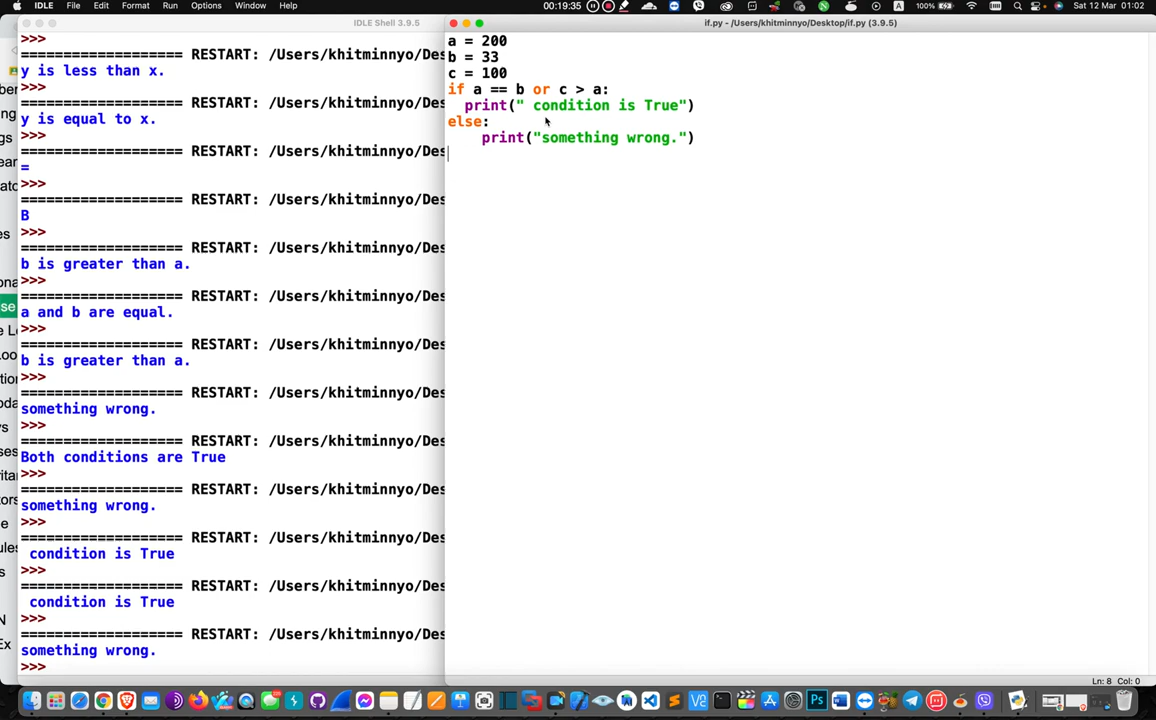 IDLE File Edit Format Run Options Window Help
00:19:35
A
100%
Sat 12 Mar 01:02
IDLE Shell 3.9.5
>>>
=================== RESTART: /Users/khitminnyo/Des
y is less than x.
>>>
=================== RESTART: /Users/khitminnyo/Des
y is equal to x.
>>>
=================== RESTART: /Users/khitminnyo/Des
=
>>>
=================== RESTART: /Users/khitminnyo/Des
B
>>>
=================== RESTART: /Users/khitminnyo/Des
b is greater than a.
>>>
=================== RESTART: /Users/khitminnyo/Des
a and b are equal.
>>>
=================== RESTART: /Users/khitminnyo/Des
b is greater than a.
>>>
=================== RESTART: /Users/khitminnyo/Des
something wrong.
>>>
=================== RESTART: /Users/khitminnyo/Des
Both conditions are True
>>>
=================== RESTART: /Users/khitminnyo/Des
something wrong.
>>>
=================== RESTART: /Users/khitminnyo/Des
 condition is True
>>>
=================== RESTART: /Users/khitminnyo/Des
 condition is True
>>>
=================== RESTART: /Users/khitminnyo/Des
something wrong.
>>>
if.py - /Users/khitminnyo/Desktop/if.py (3.9.5)
a = 200
b = 33
c = 100
if a == b or c > a:
  print(" condition is True")
else:
    print("something wrong.")
Ln: 8 Col: 0